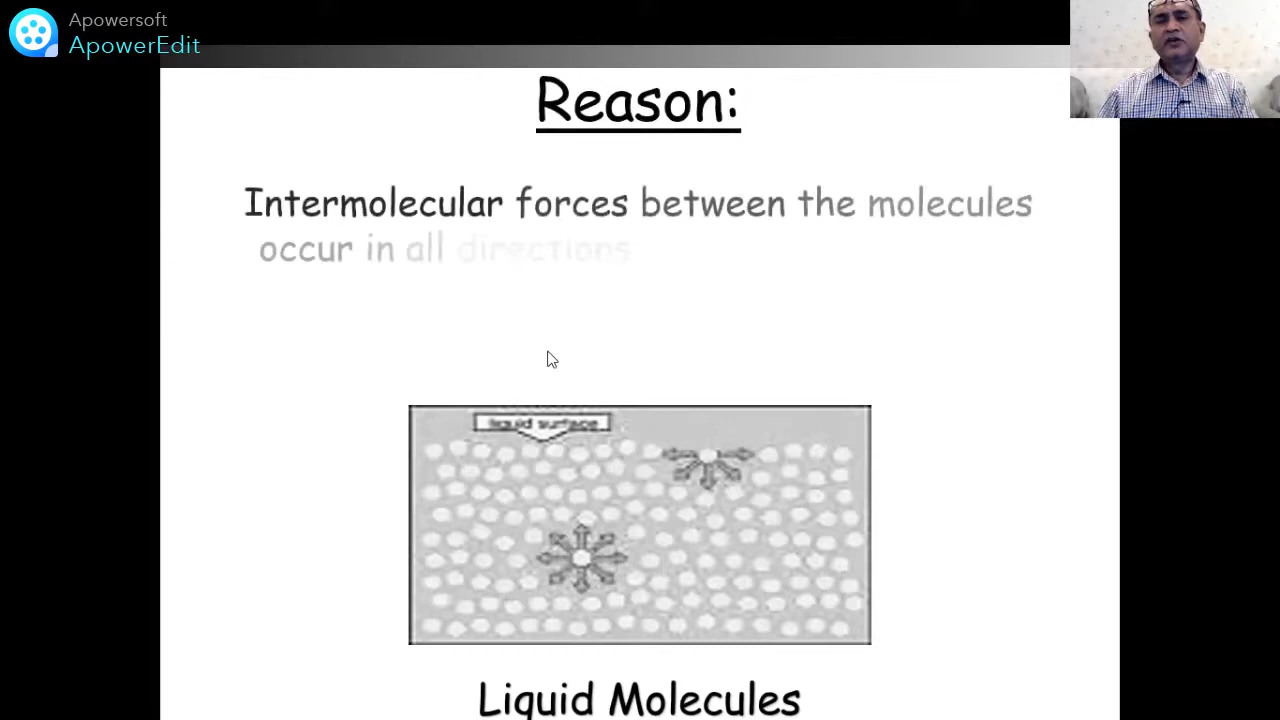 Apowersoft
ApowerEdit
Reason:
Intermolecular forces between the molecules
occur in all directions
liquid surface
Liquid Molecules